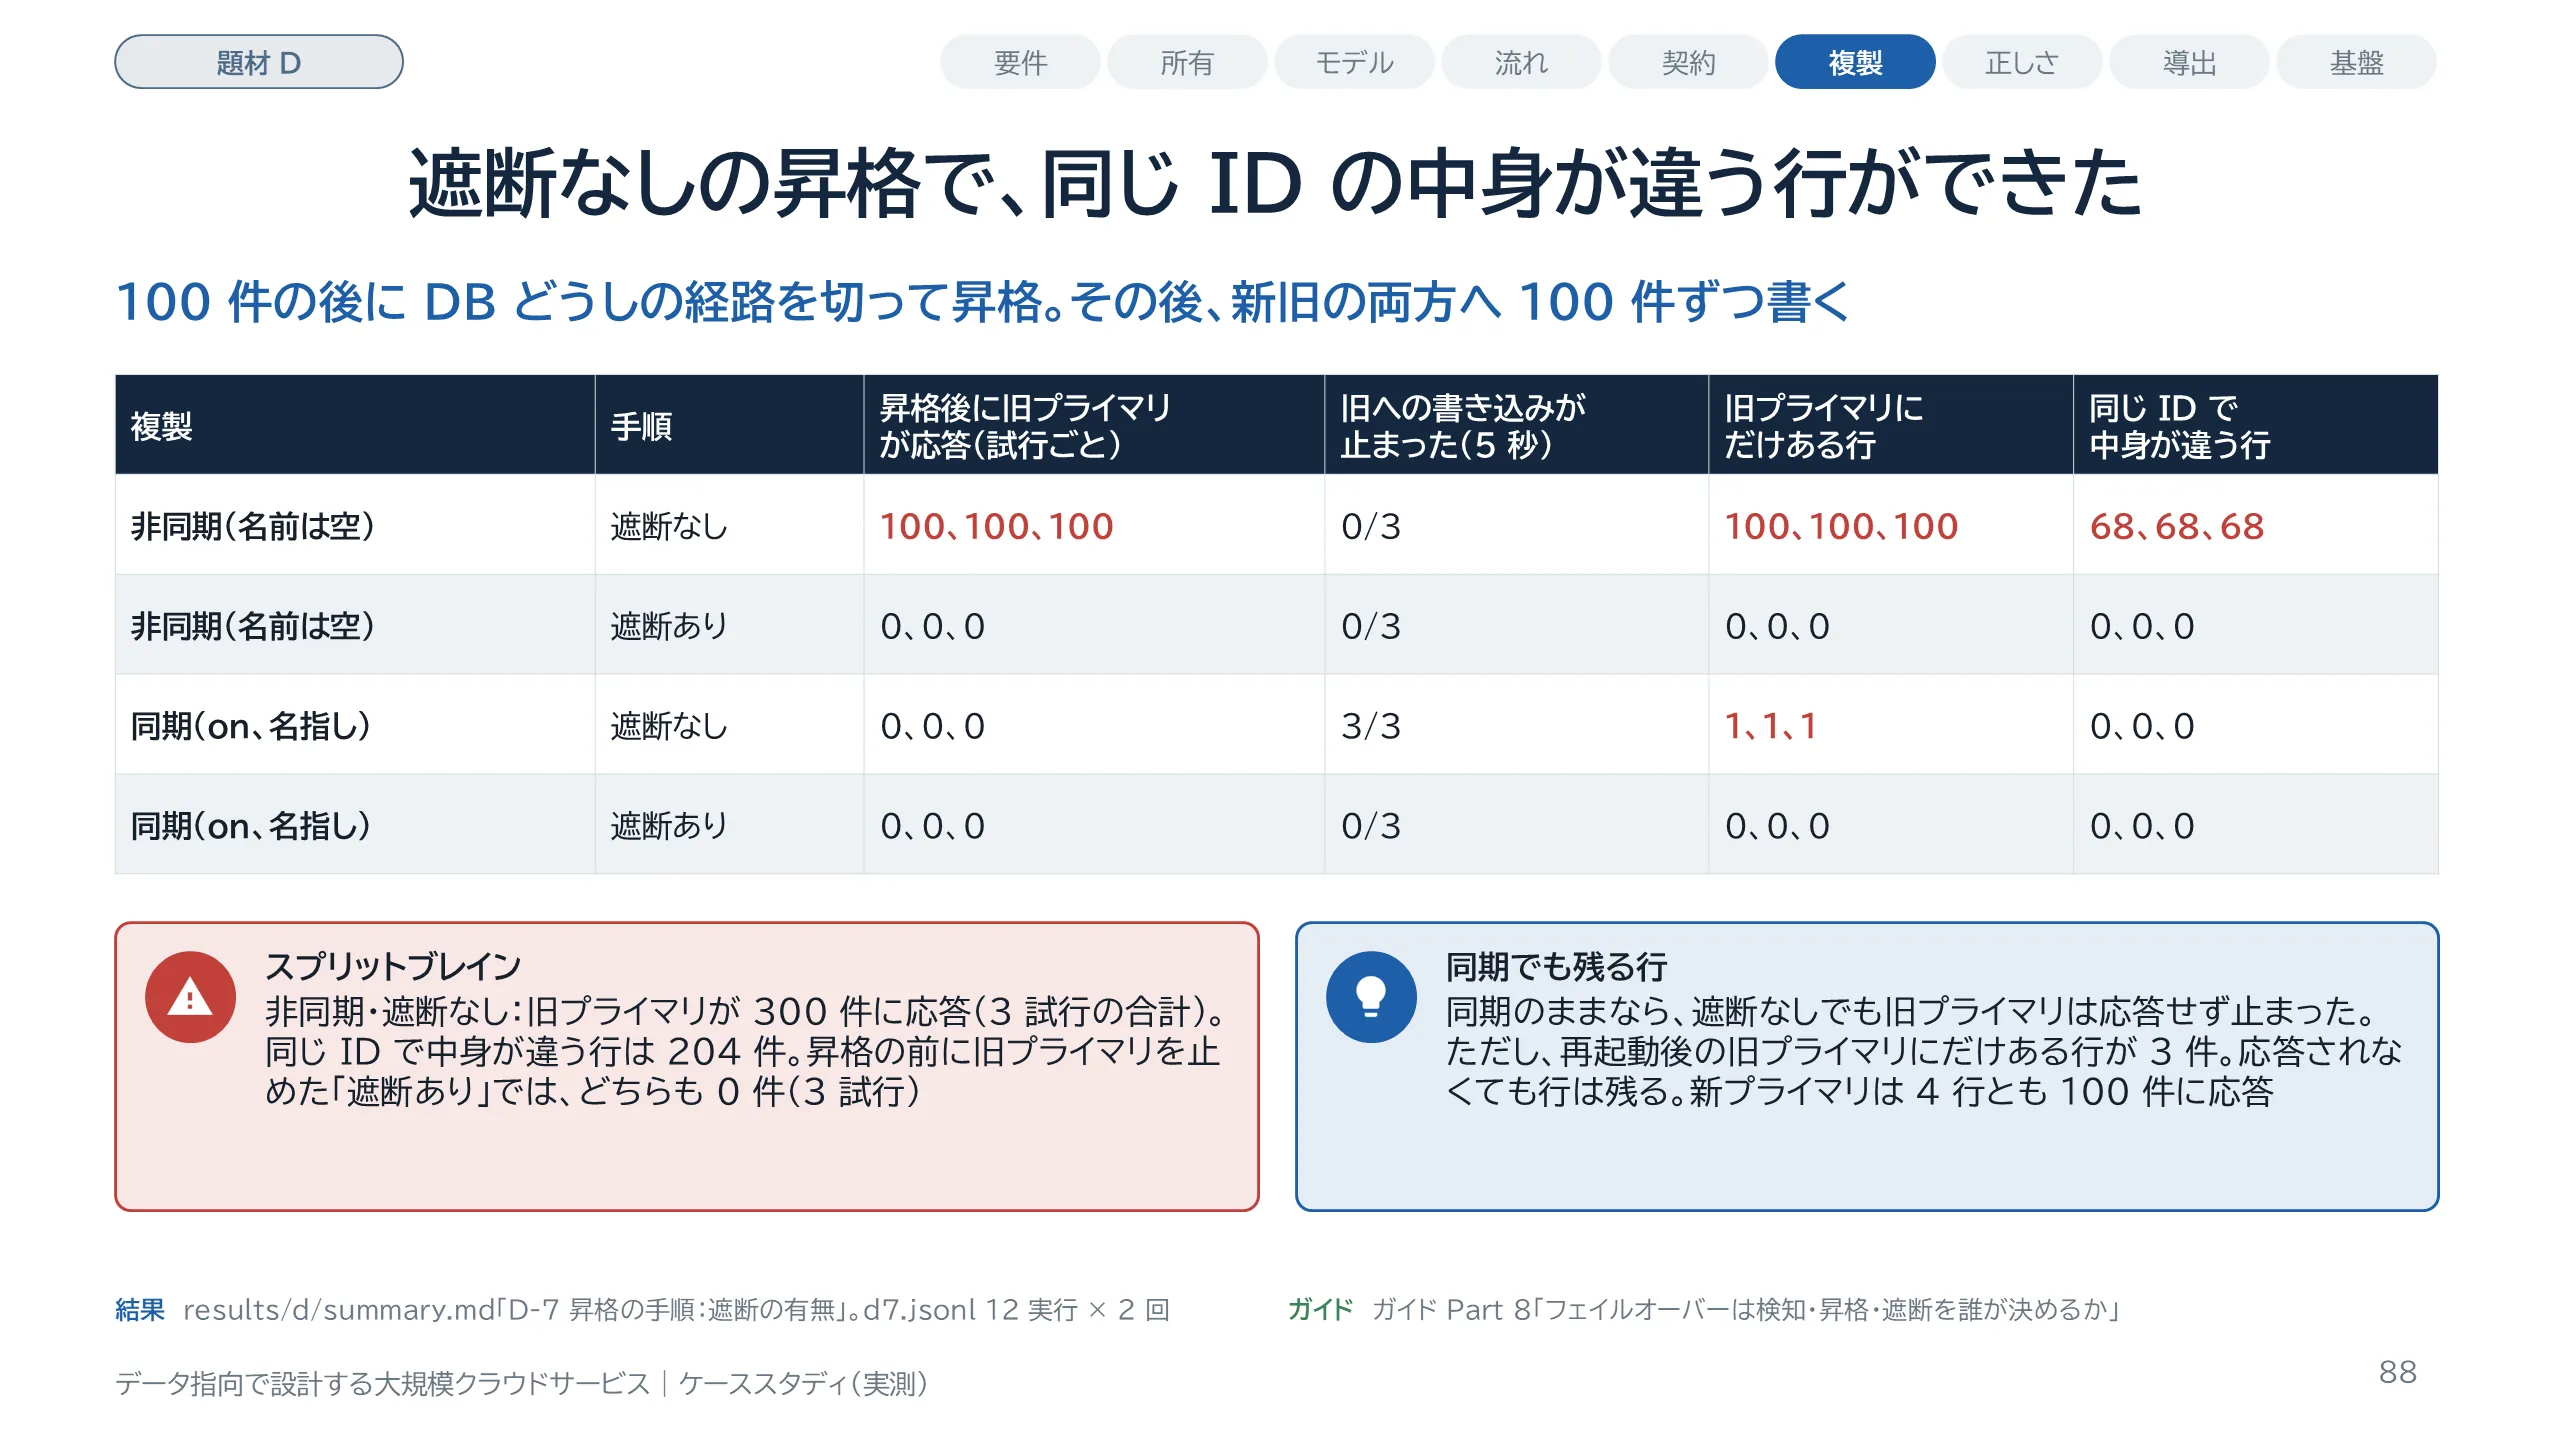 題材 D
要件
所有
モデル
流れ
契約
複製
正しさ
導出
基盤
遮断なしの昇格で、同じ ID の中身が違う行ができた
100 件の後に DB どうしの経路を切って昇格。その後、新旧の両方へ 100 件ずつ書く
複製
手順
昇格後に旧プライマリ
が応答(試行ごと)
旧への書き込みが
止まった(5 秒)
旧プライマリに
だけある行
同じ ID で
中身が違う行
非同期(名前は空)
遮断なし
100、100、100
0/3
100、100、100
68、68、68
非同期(名前は空)
遮断あり
0、0、0
0/3
0、0、0
0、0、0
同期(on、名指し)
遮断なし
0、0、0
3/3
1、1、1
0、0、0
同期(on、名指し)
遮断あり
0、0、0
0/3
0、0、0
0、0、0
スプリットブレイン
非同期・遮断なし：旧プライマリが 300 件に応答(3 試行の合計)。
同じ ID で中身が違う行は 204 件。昇格の前に旧プライマリを止
めた「遮断あり」では、どちらも 0 件(3 試行)
同期でも残る行
同期のままなら、遮断なしでも旧プライマリは応答せず止まった。
ただし、再起動後の旧プライマリにだけある行が 3 件。応答されな
くても行は残る。新プライマリは 4 行とも 100 件に応答
結果 results/d/summary.md「D-7 昇格の手順：遮断の有無」。d7.jsonl 12 実行 × 2 回
ガイド ガイド Part 8「フェイルオーバーは検知・昇格・遮断を誰が決めるか」
データ指向で設計する大規模クラウドサービス｜ケーススタディ(実測)
88